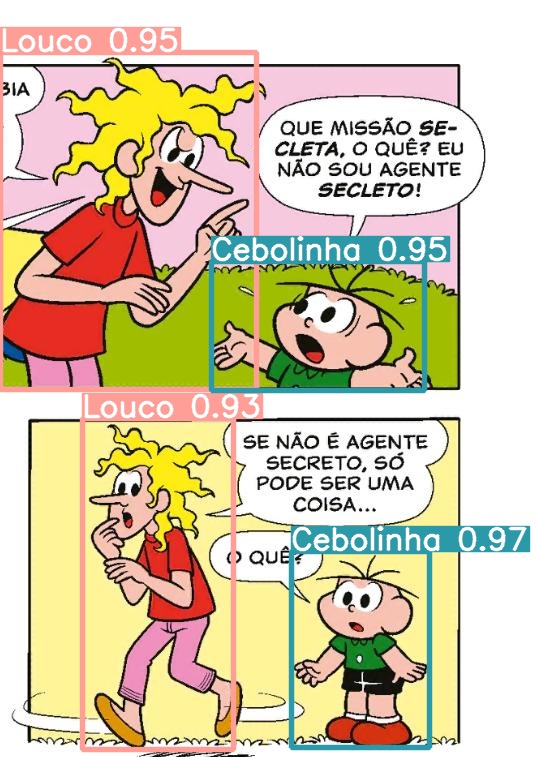 Louco 0.95
BIA
QUE MISSÃO SE-
CLETA, O QUÊ? EU
NÃO SOU AGENTE
SECLETO!
Cebolinha 0.95
Louco 0.93
SE NÃO É AGENTE
SECRETO, SÓ
PODE SER UMA
COISA...
Cebolinha 0.97
O QUÊ?